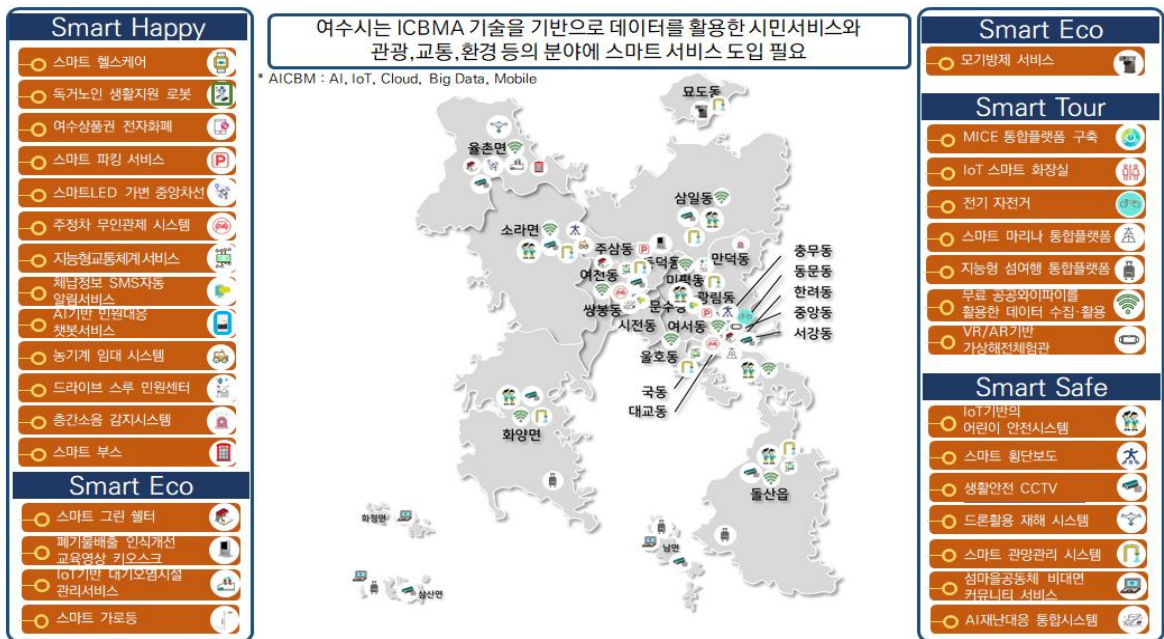 Smart Happy
스마트 헬스케어
독거노인 생활지원 로봇
여수상품권 전자화폐
스마트 파킹 서비스
스마트LED 가변 중앙차선
주정차 무인관제 시스템
지능형교통체계 서비스
체납정보 SMS자동
알림서비스
AI기반 민원대응
챗봇서비스
농기계 임대 시스템
드라이브 스루 민원센터
층간소음 감지시스템
스마트 부스
Smart Eco
스마트 그린 쉘터
폐기물배출 인식개선
교육영상 키오스크
IoT기반 대기오염시설
관리서비스
스마트 가로등
여수시는 ICBMA 기술을 기반으로 데이터를 활용한 시민서비스와
관광,교통,환경 등의 분야에 스마트 서비스 도입 필요
* AICBM : AI, IoT, Cloud, Big Data, Mobile
묘도동
율촌면
삼일동
소라면
주삼동
만덕동
둔덕동
여천동
미평동
쌍봉동
문수동
광림동
시전동
여서동
울호동
충무동
동문동
한려동
중앙동
서강동
국동
대교동
화양면
돌산읍
화정면
남면
삼산면
Smart Eco
모기방제 서비스
Smart Tour
MICE 통합플랫폼 구축
IoT 스마트 화장실
전기 자전거
스마트 마리나 통합플랫폼
지능형 섬여행 통합플랫폼
무료 공공와이파이를
활용한 데이터 수집·활용
VR/AR기반
가상해전체험관
Smart Safe
IoT기반의
어린이 안전시스템
스마트 횡단보도
생활안전 CCTV
드론활용 재해 시스템
스마트 관망관리 시스템
섬마을공동체 비대면
커뮤니티 서비스
AI재난대응 통합시스템